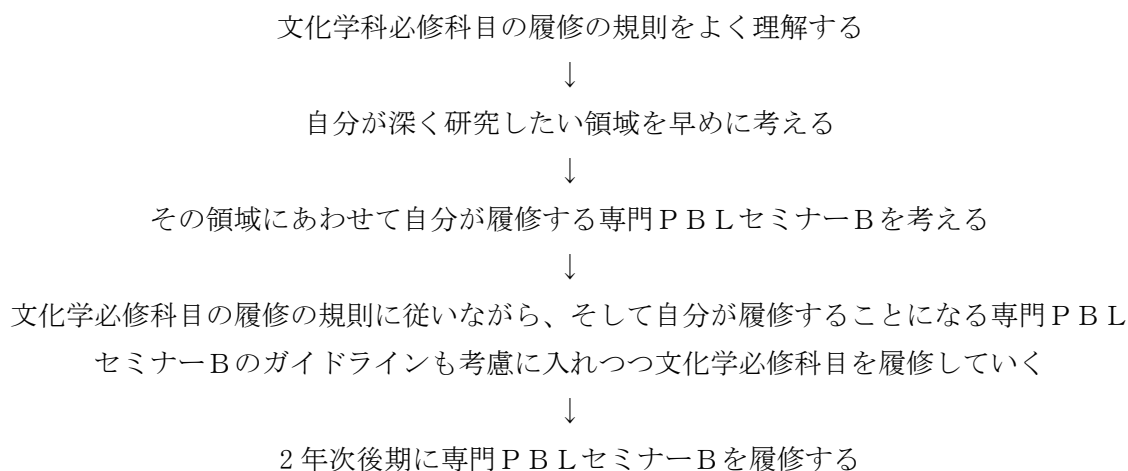 文化学科必修科目の履修の規則をよく理解する
↓
自分が深く研究したい領域を早めに考える
↓
その領域にあわせて自分が履修する専門ＰＢＬセミナーＢを考える
↓
文化学必修科目の履修の規則に従いながら、そして自分が履修することになる専門ＰＢＬ
セミナーＢのガイドラインも考慮に入れつつ文化学必修科目を履修していく
↓
２年次後期に専門ＰＢＬセミナーＢを履修する